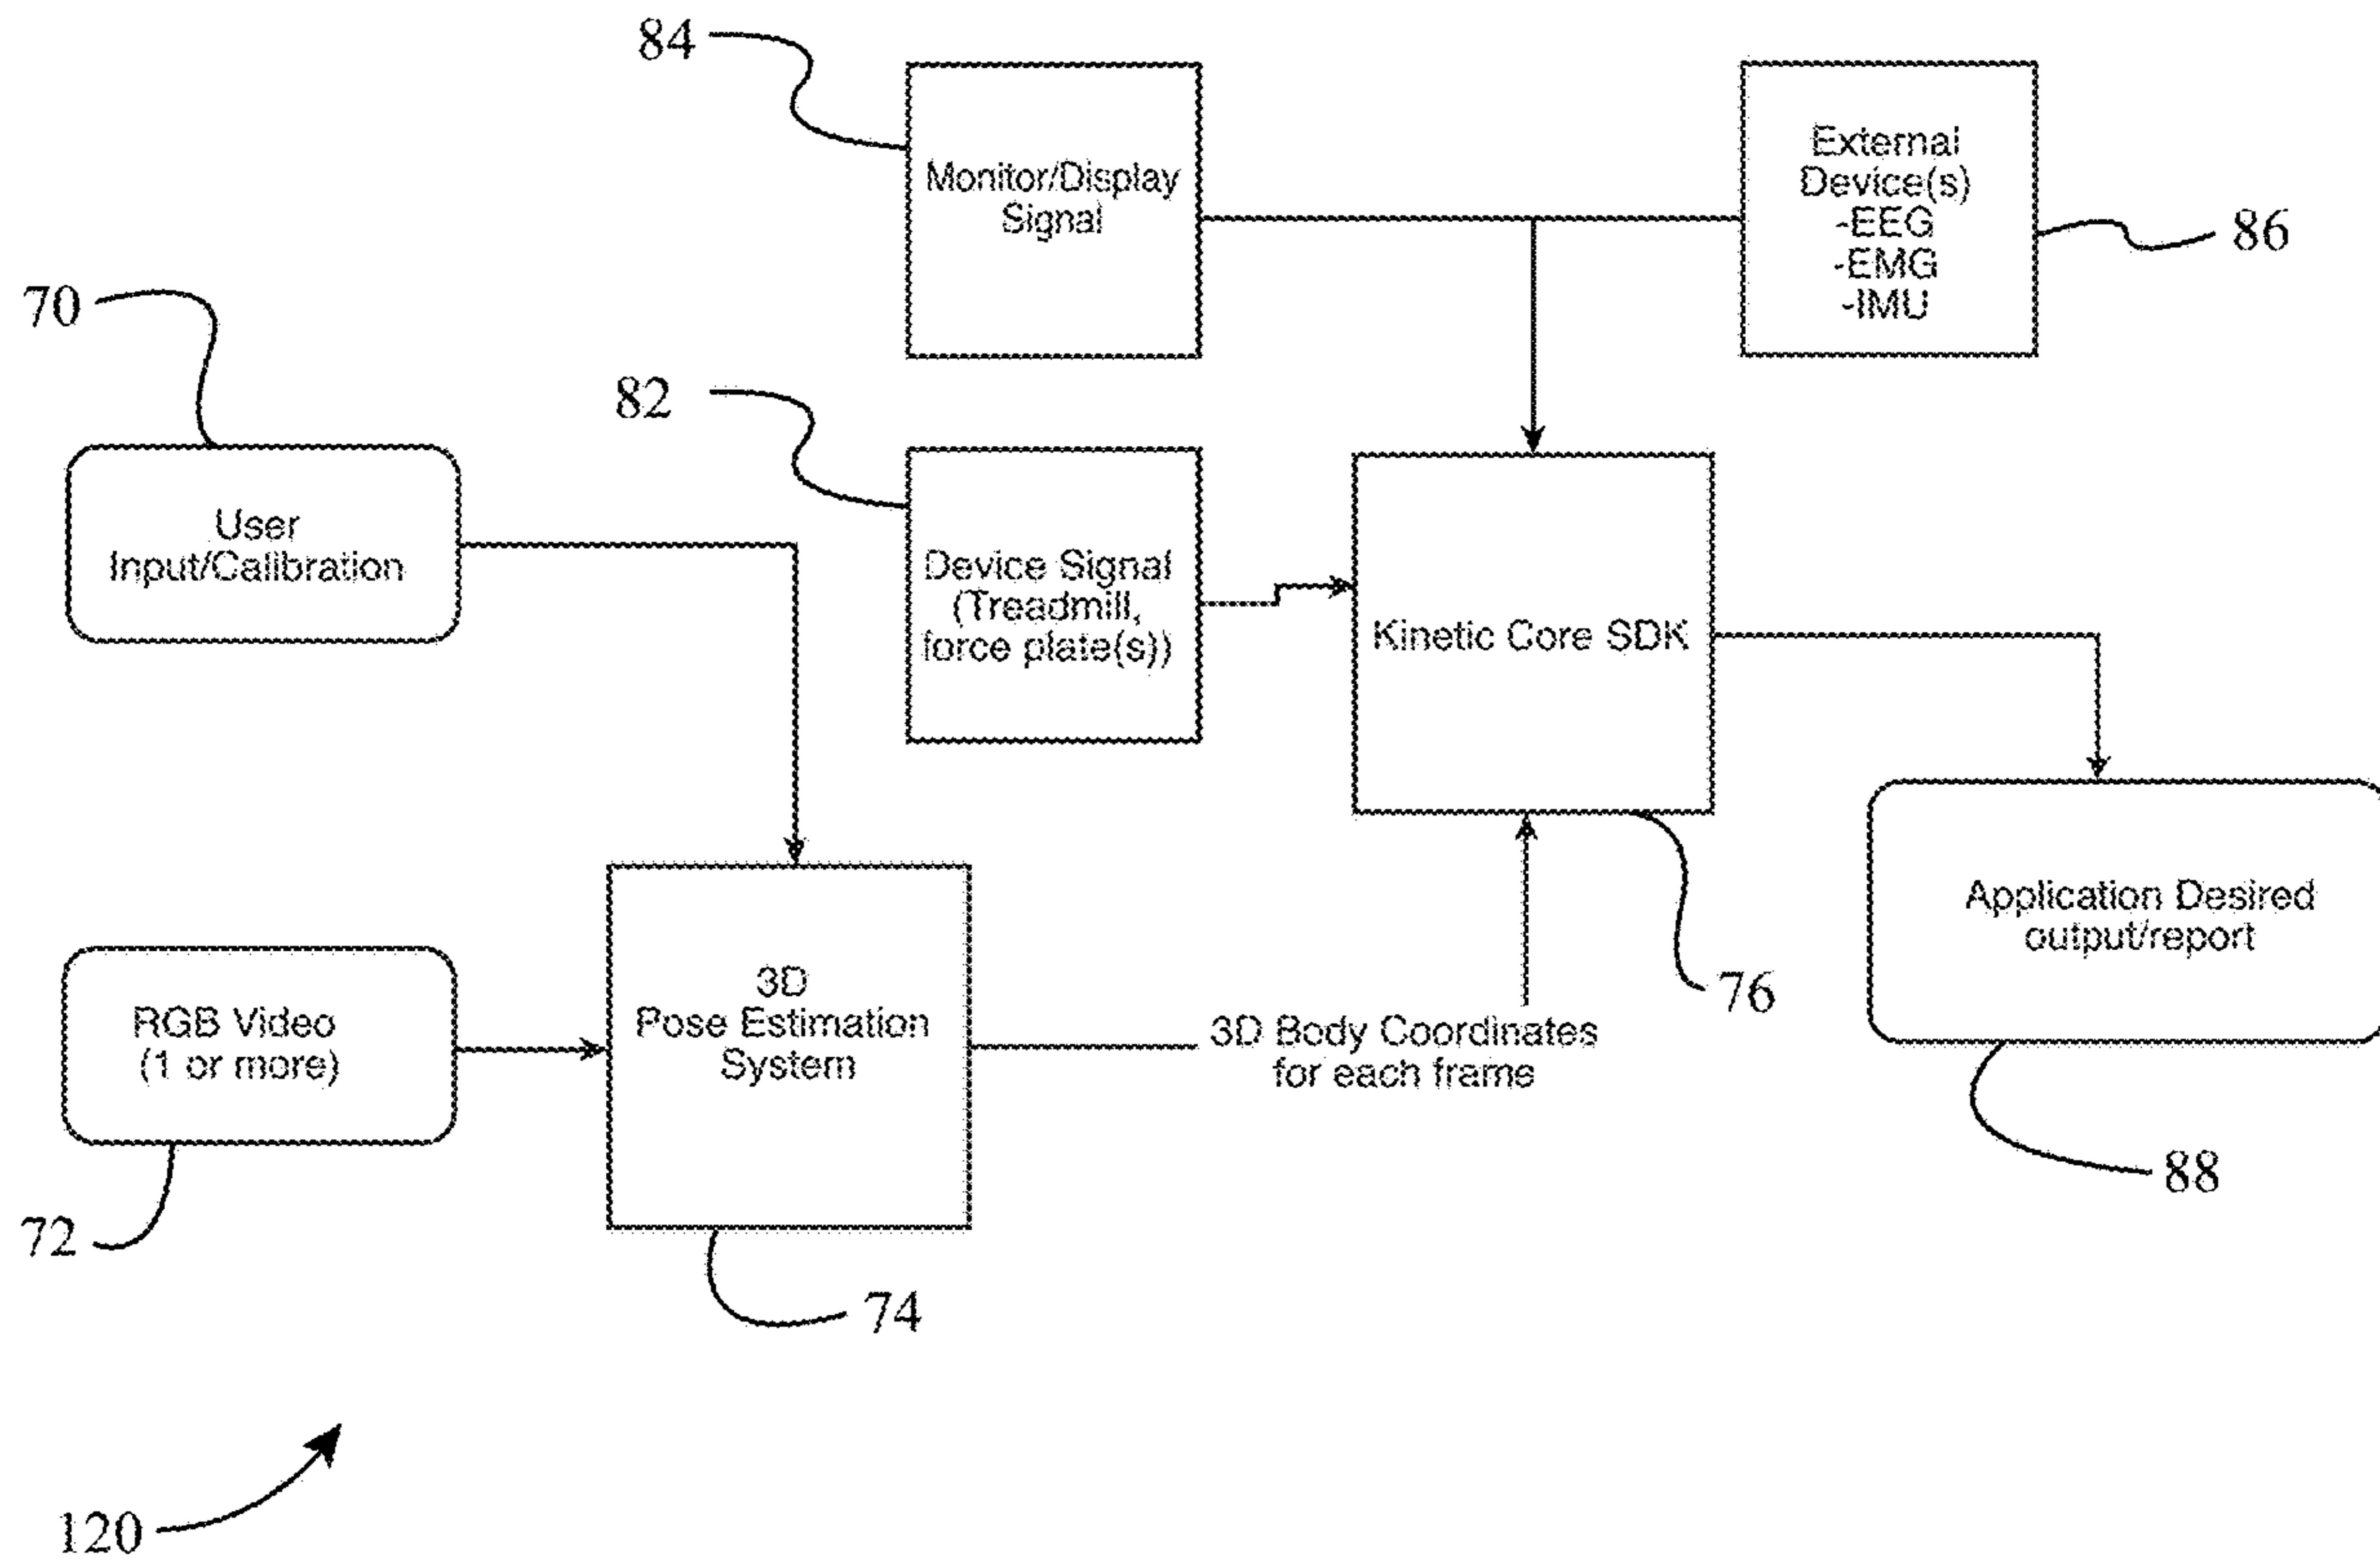 84
Monitor/Display
Signal
External
Device(s)
-EEG
-EMG
-IMU
86
70
User
Input/Calibration
82
Device Signal
(Treadmill,
force plate(s))
Kinetic Core SDK
76
RGB Video
(1 or more)
72
3D
Pose Estimation
System
74
3D Body Coordinates
for each frame
Application Desired
output/report
88
120